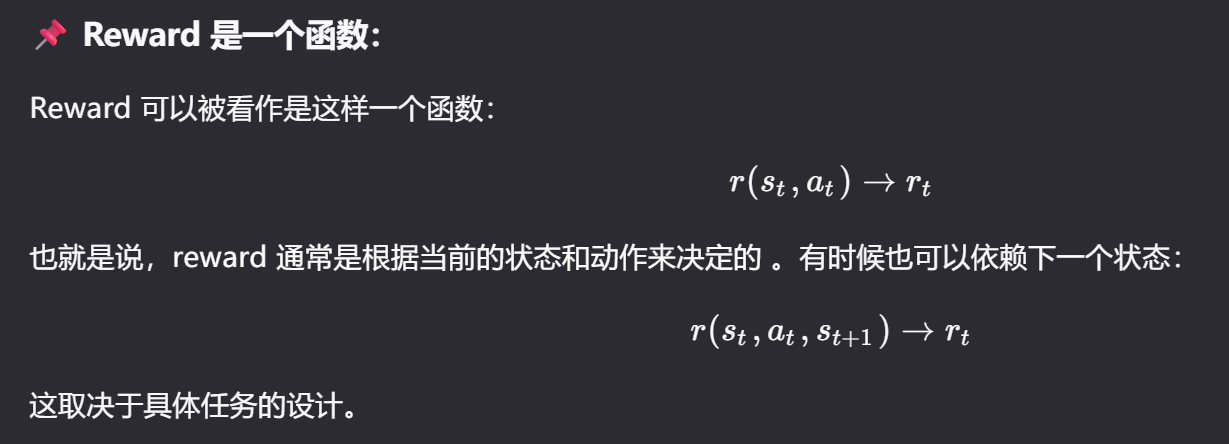 📌 Reward 是一个函数：
Reward 可以被看作是这样一个函数：
r(s_t, a_t) → r_t
也就是说，reward 通常是根据当前的状态和动作来决定的 。有时候也可以依赖下一个状态：
r(s_t, a_t, s_{t+1}) → r_t
这取决于具体任务的设计。